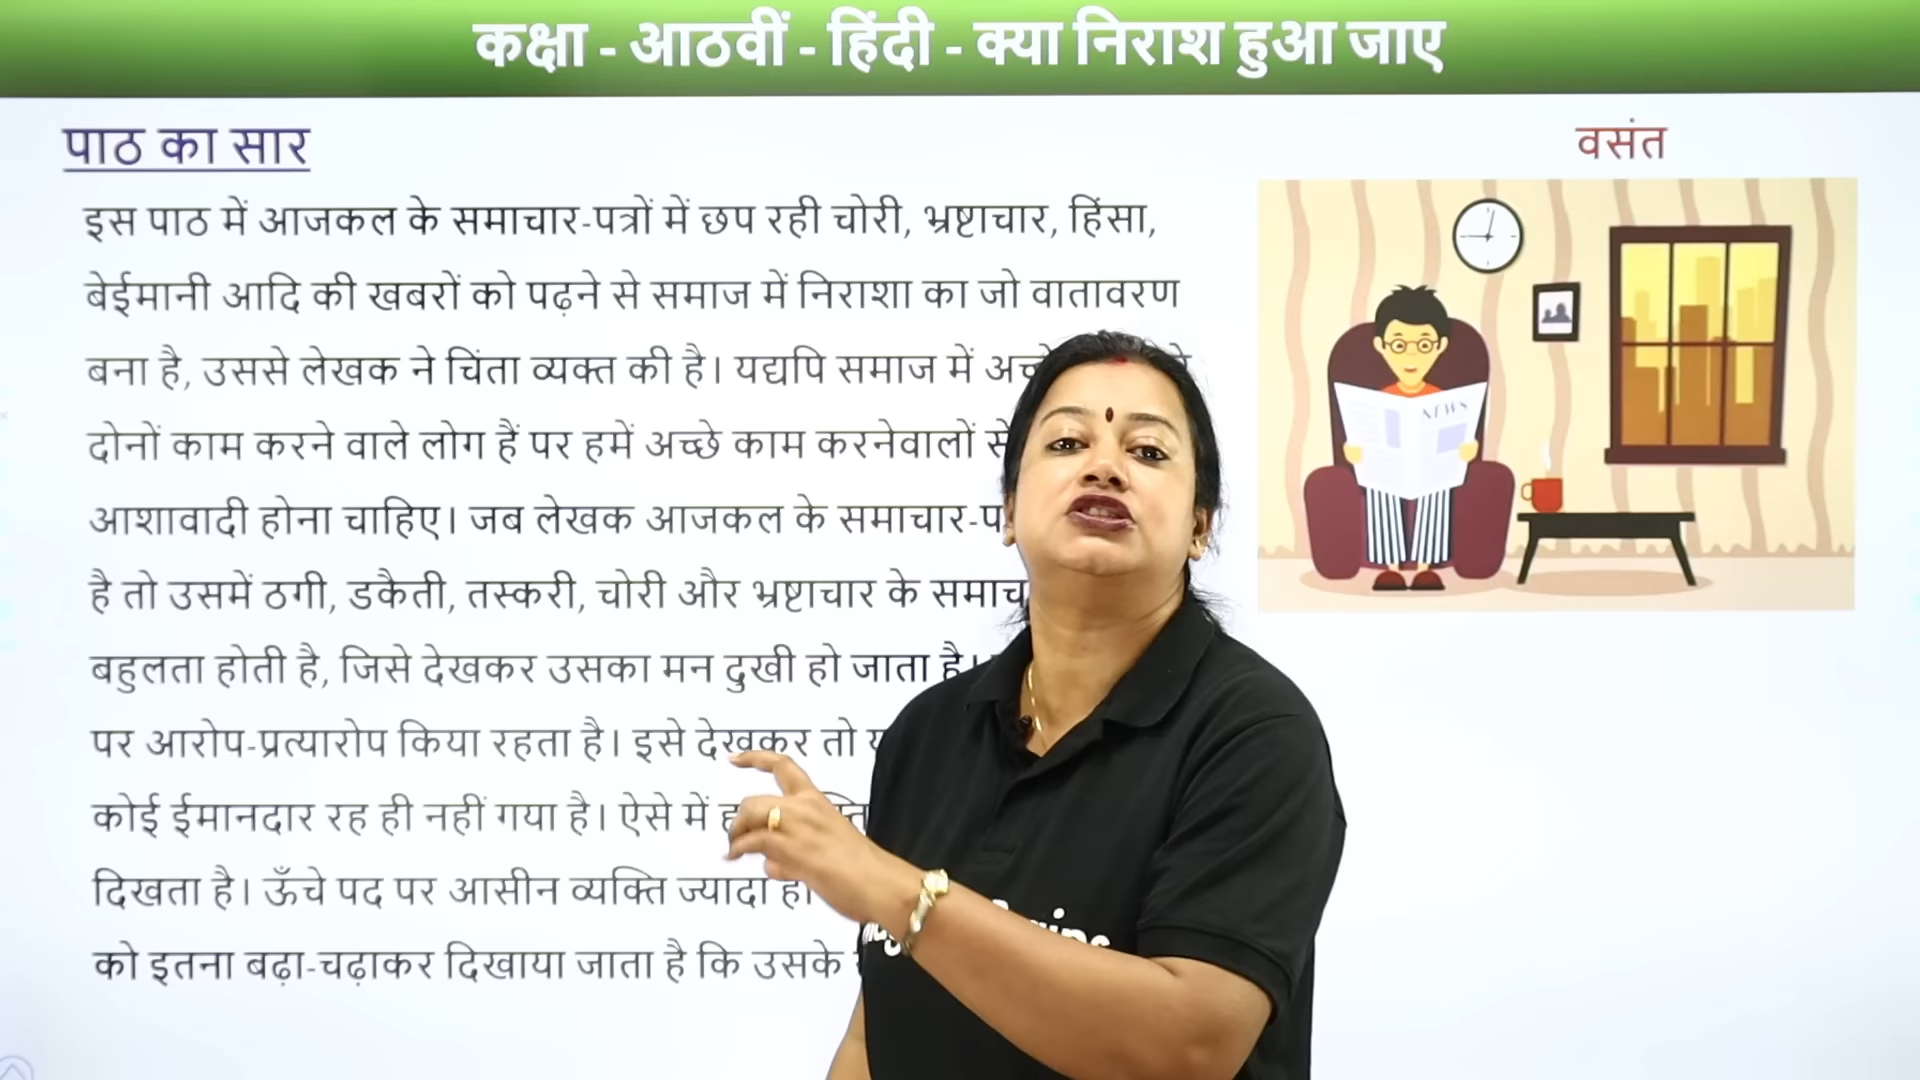 कक्षा - आठवीं - हिंदी - क्या निराश हुआ जाए
पाठ का सार
वसंत
इस पाठ में आजकल के समाचार-पत्रों में छप रही चोरी, भ्रष्टाचार, हिंसा,
बेईमानी आदि की खबरों को पढ़ने से समाज में निराशा का जो वातावरण
बना है, उससे लेखक ने चिंता व्यक्त की है। यद्यपि समाज में
दोनों काम करने वाले लोग हैं पर हमें अच्छे काम करनेवालों
आशावादी होना चाहिए। जब लेखक आजकल के
है तो उसमें ठगी, डकैती, तस्करी, चोरी और भ्रष्टाचार के
बहुलता होती है, जिसे देखकर उसका मन दुखी हो जाता है।
पर आरोप-प्रत्यारोप किया रहता है। इसे देखकर तो
कोई ईमानदार रह ही नहीं गया है। ऐसे में
दिखता है। ऊँचे पद पर आसीन व्यक्ति ज्यादा
को इतना बढ़ा-चढ़ाकर दिखाया जाता है कि उसके
NEWS